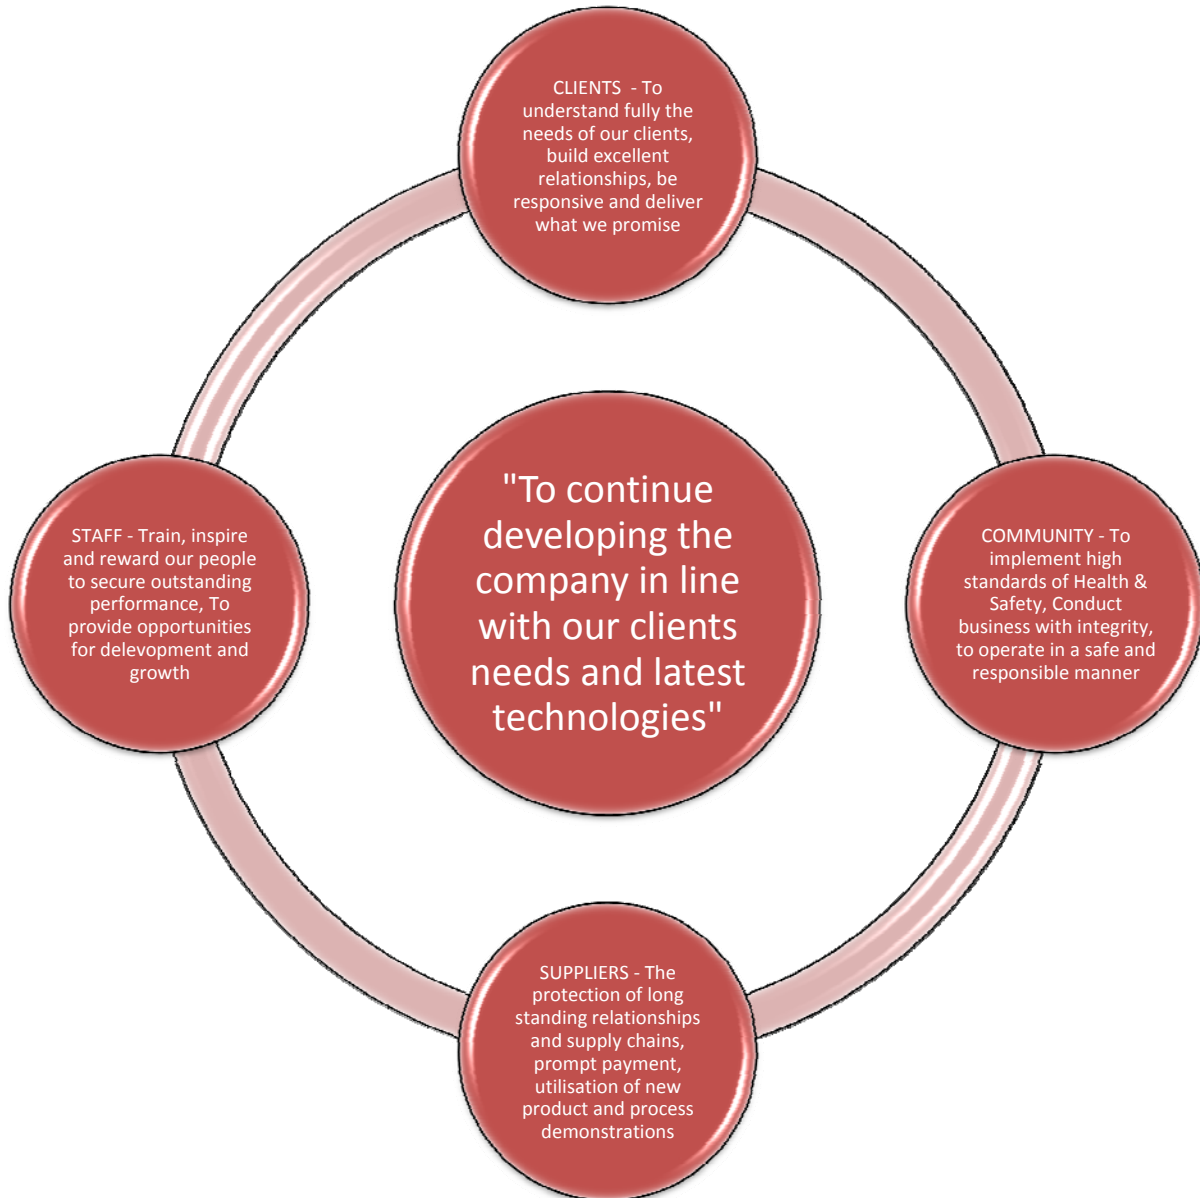 CLIENTS - To
understand fully the
needs of our clients,
build excellent
relationships, be
responsive and deliver
what we promise
"To continue
developing the
company in line
with our clients
needs and latest
technologies"
STAFF - Train, inspire
and reward our people
to secure outstanding
performance, To
provide opportunities
for delevopment and
growth
COMMUNITY - To
implement high
standards of Health &
Safety, Conduct
business with integrity,
to operate in a safe and
responsible manner
SUPPLIERS - The
protection of long
standing relationships
and supply chains,
prompt payment,
utilisation of new
product and process
demonstrations